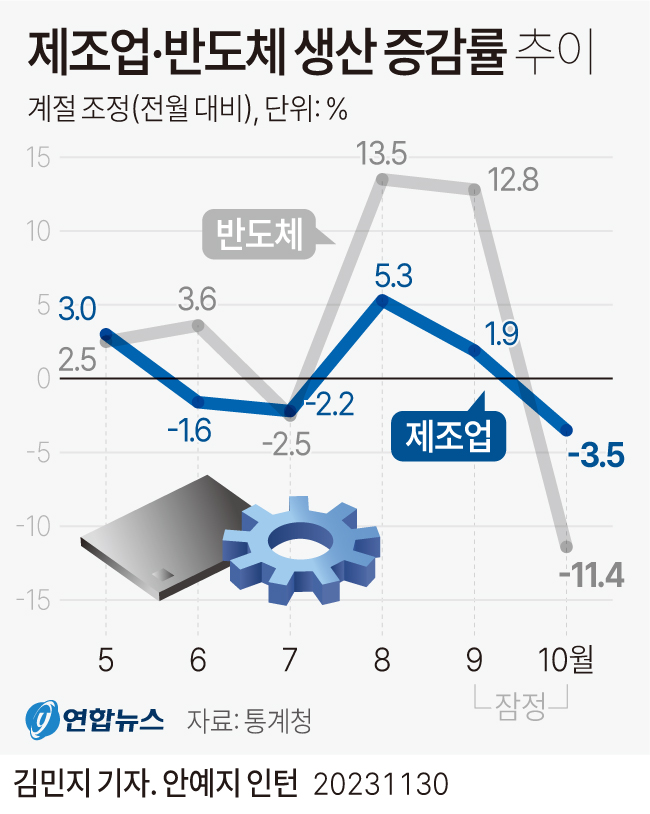 제조업·반도체 생산 증감률 추이
계절 조정(전월 대비), 단위: %
15
10
5
0
-5
-10
-15
13.5
12.8
반도체
5.3
3.6
3.0
1.9
2.5
-2.2
-1.6
-2.5
제조업
-3.5
-11.4
5 6 7 8 9 10월
잠정
연합뉴스 자료: 통계청
김민지 기자. 안예지 인턴 20231130